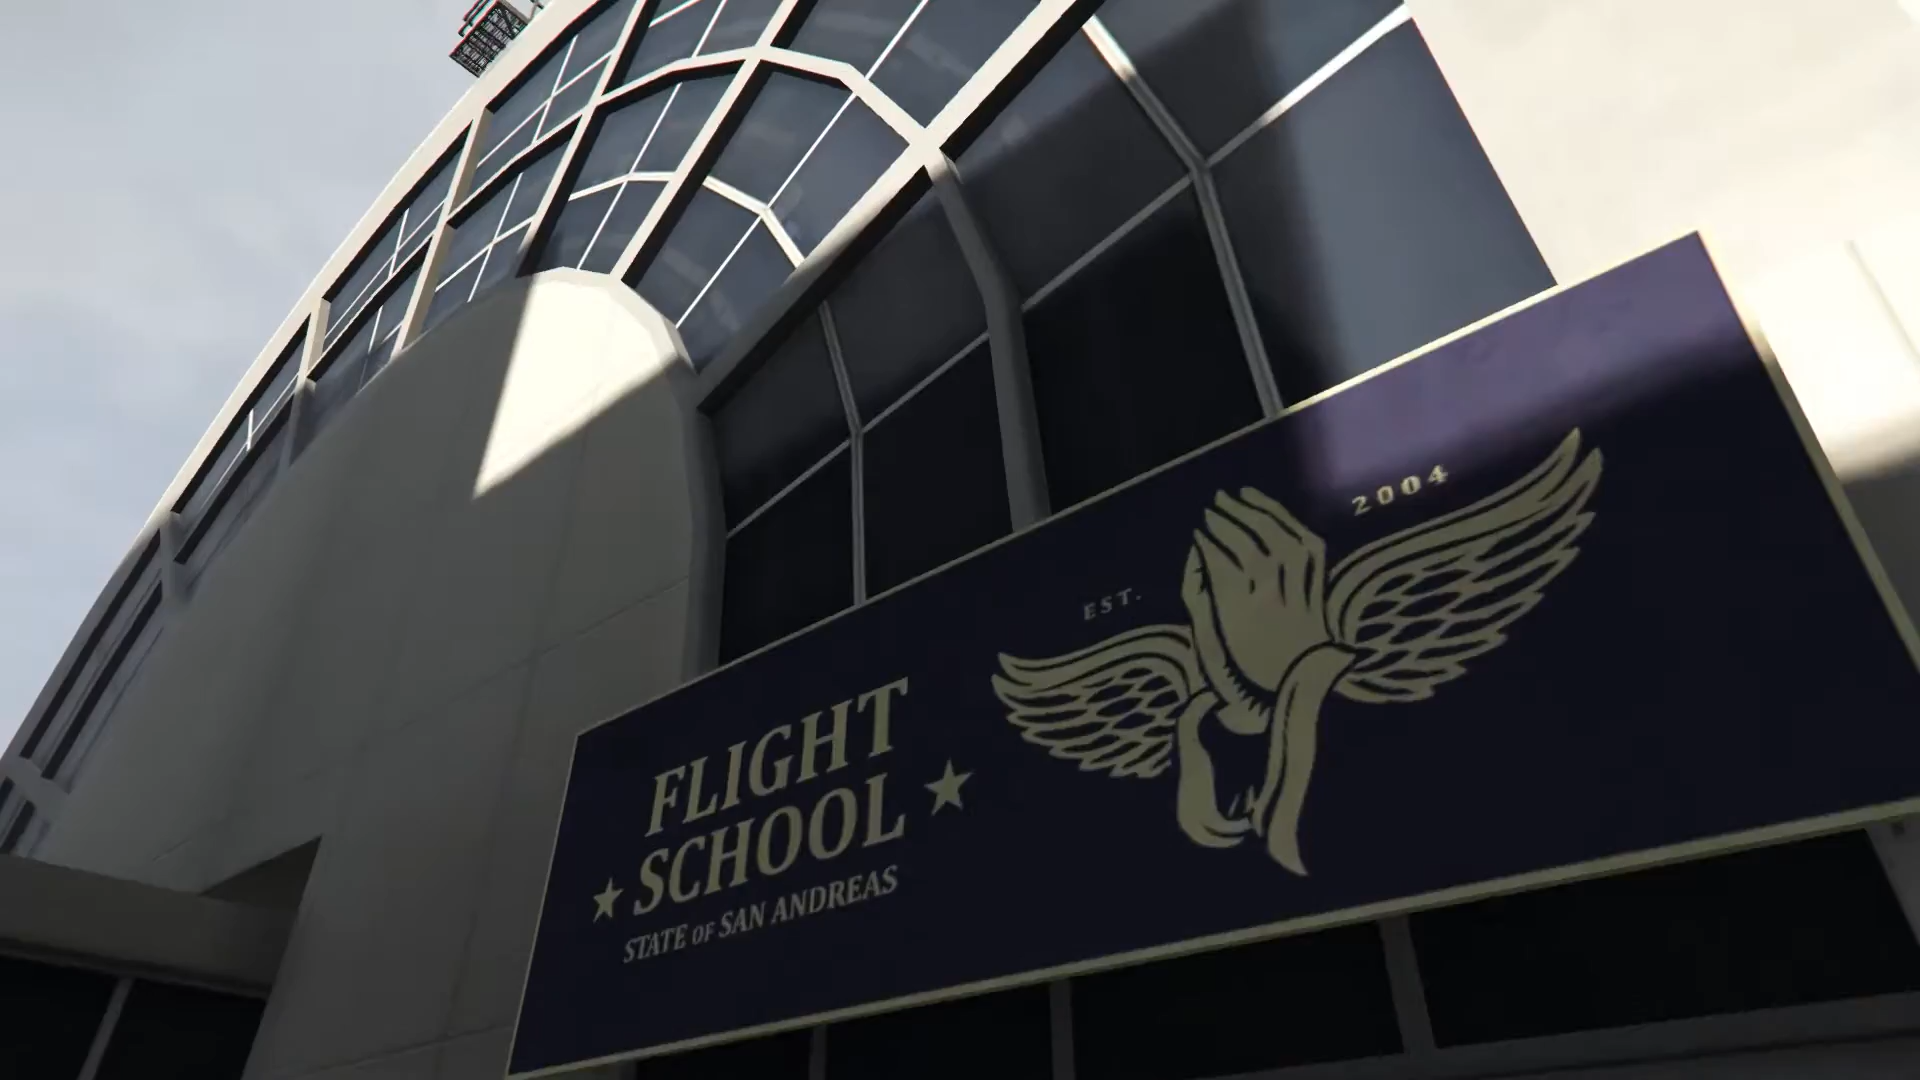 FLIGHT
SCHOOL
STATE OF SAN ANDREAS
EST.
2004